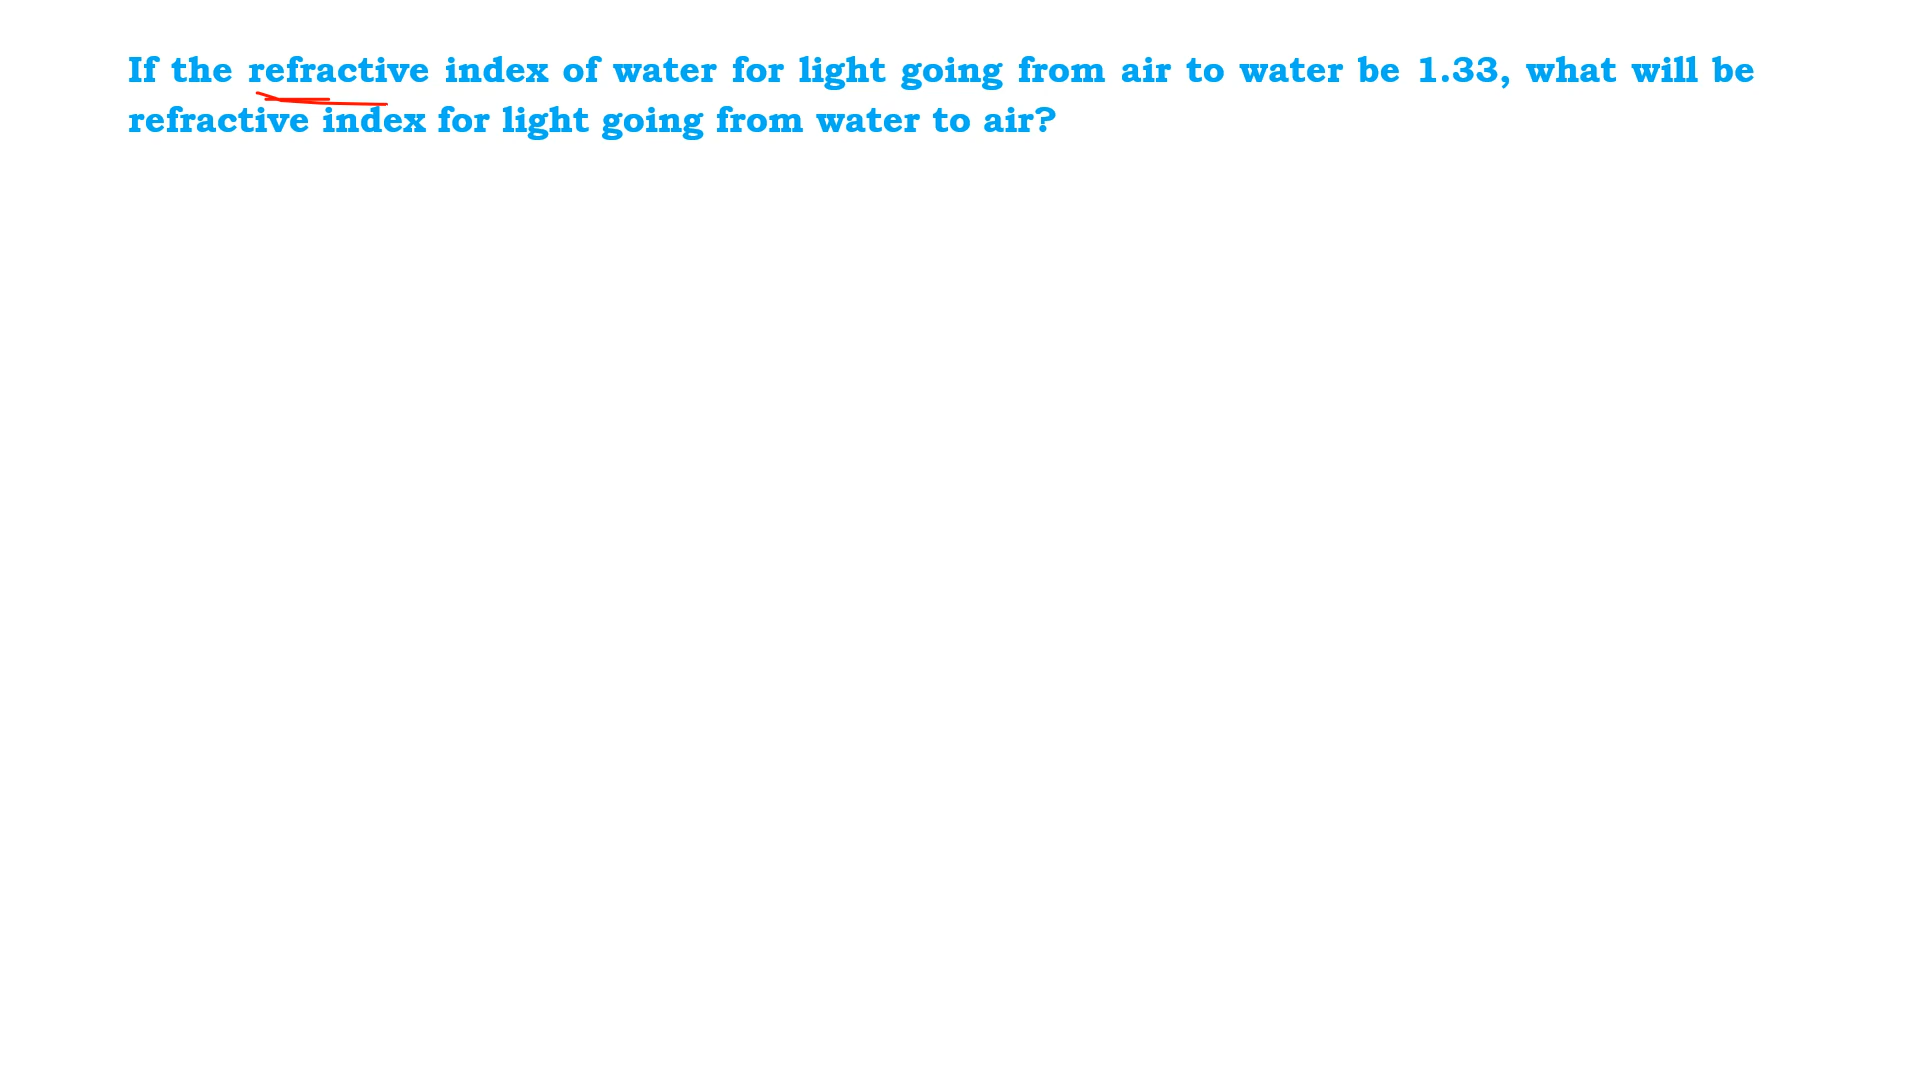 If the refractive index of water for light going from air to water be 1.33, what will be
refractive index for light going from water to air?